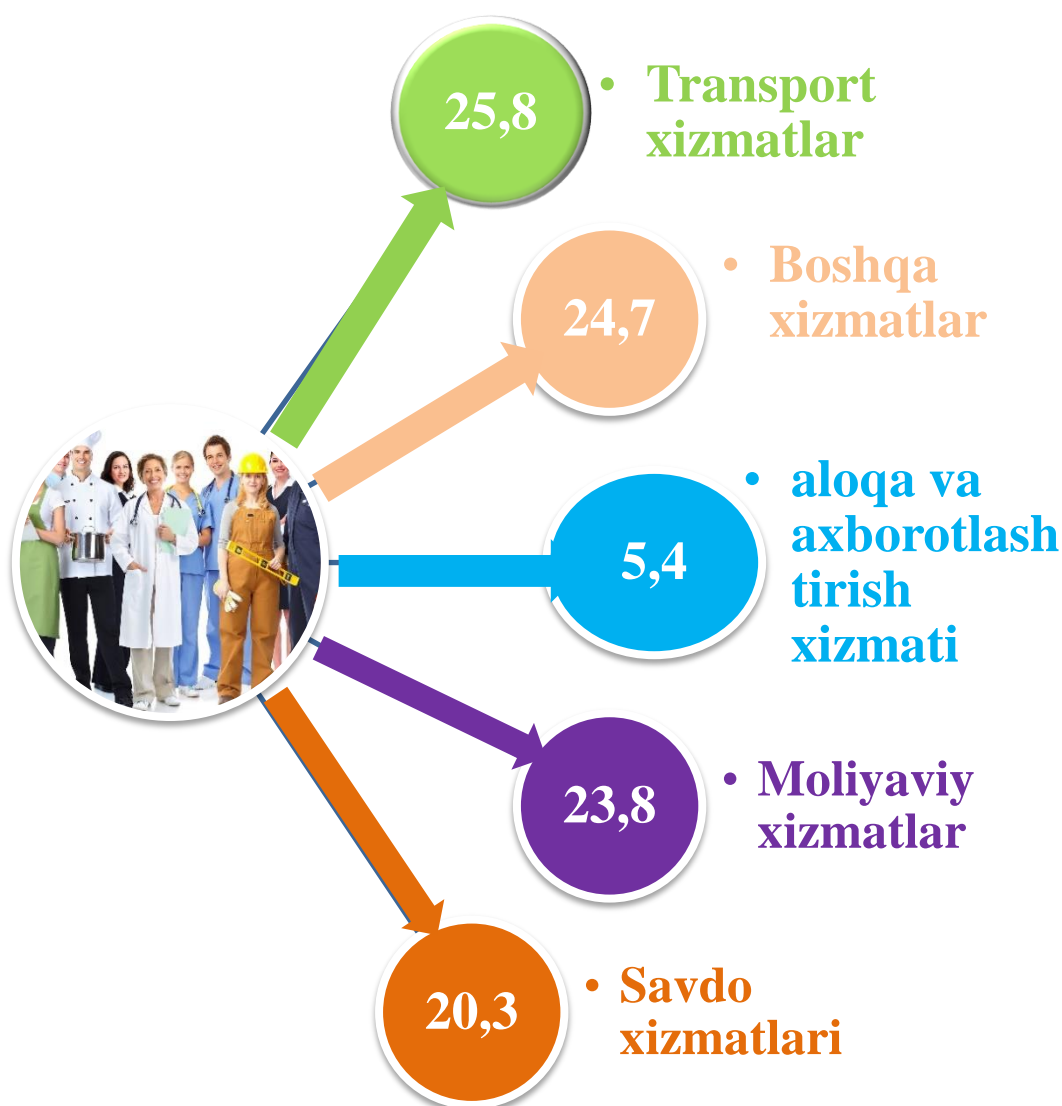 25,8
• Transport
xizmatlar
24,7
• Boshqa
xizmatlar
5,4
• aloqa va
axborotlash
tirish
xizmati
23,8
• Moliyaviy
xizmatlar
20,3
• Savdo
xizmatlari